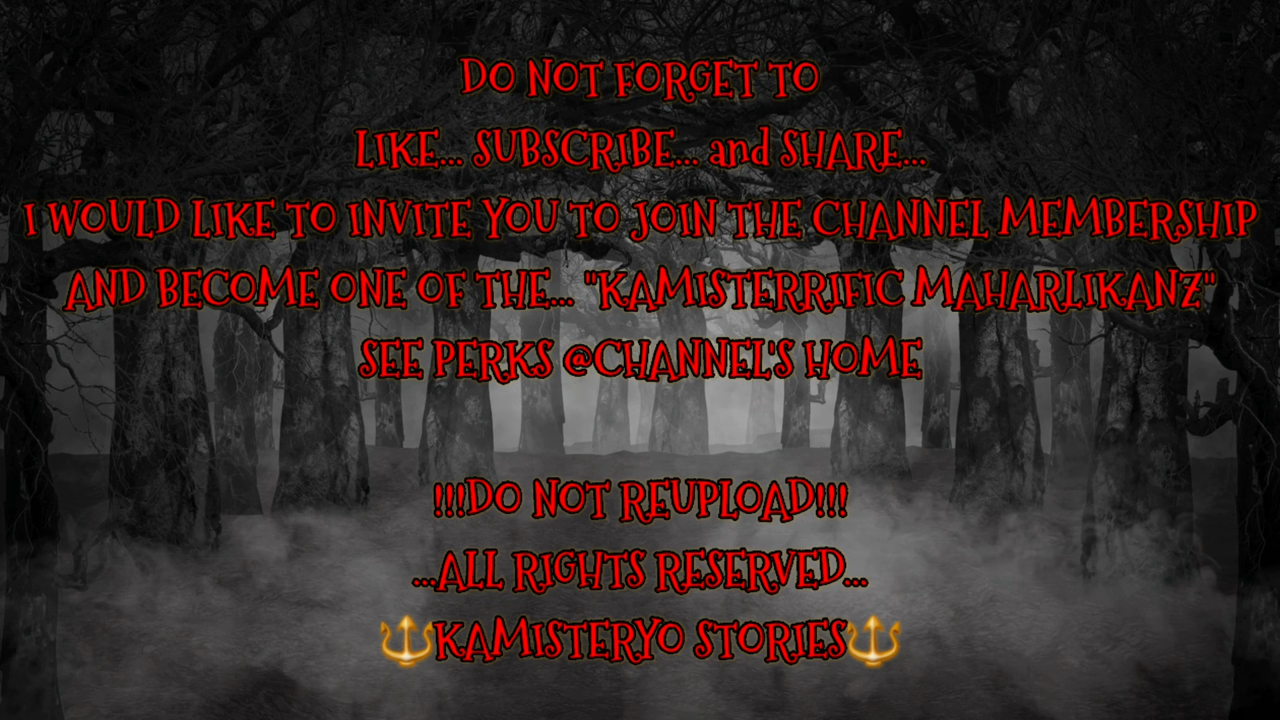 DO NOT FORGET TO
LIKE... SUBSCRIBE... and SHARE...
I WOULD LIKE TO INVITE YOU TO JOIN THE CHANNEL MEMBERSHIP
AND BECOME ONE OF THE... "KAMISTERRIFIC MAHARLIKANZ"
SEE PERKS @CHANNEL'S HOME
!!!DO NOT REUPLOAD!!!
...ALL RIGHTS RESERVED...
🔱KAMISTERYO STORIES🔱